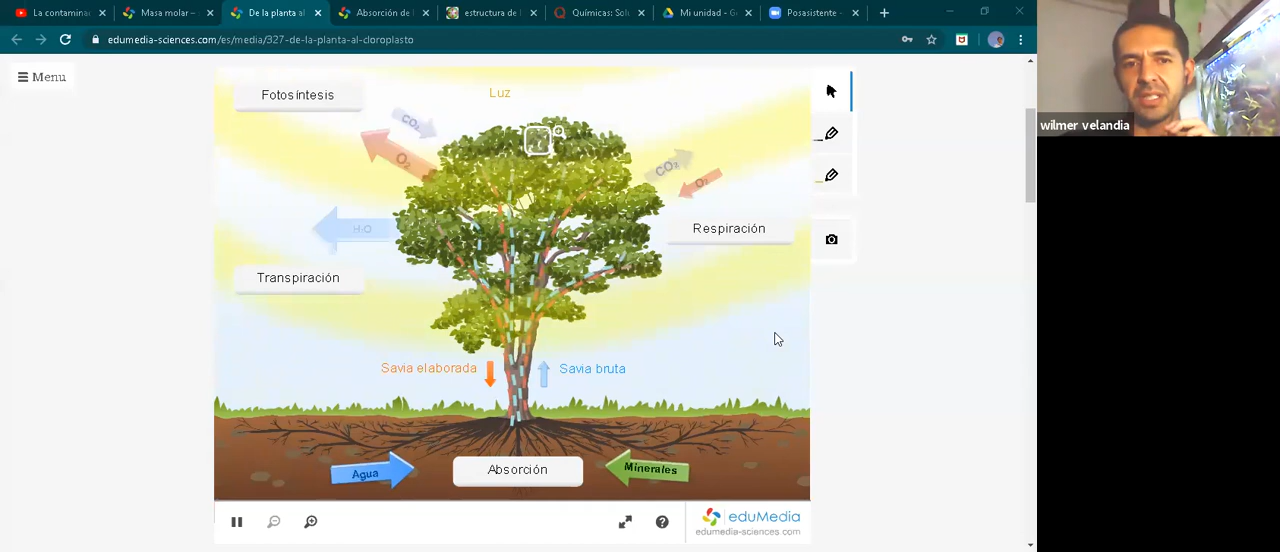 La contaminac
Masa molar –
De la planta al
Absorción de
estructura de
Químicas: Solu
Mi unidad - Go
Posasistente -
edumedia-sciences.com/es/media/327-de-la-planta-al-cloroplasto
Menu
wilmer velandia
Fotosíntesis
Luz
CO₂
O₂
CO₂
O₂
H₂O
Respiración
Transpiración
Savia elaborada
Savia bruta
Agua
Absorción
Minerales
eduMedia
edumedia-sciences.com